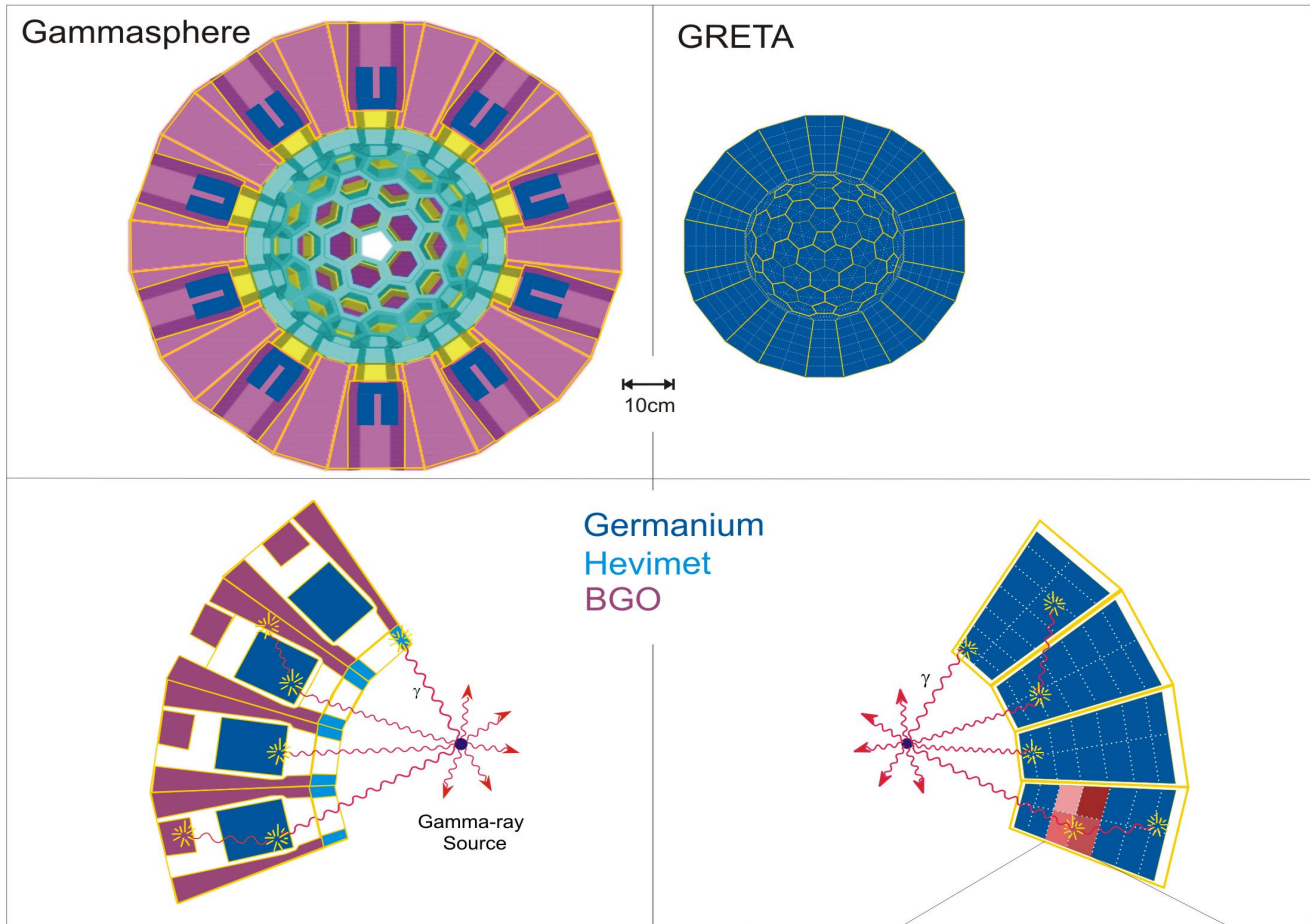 Gammasphere
GRETA
10cm
Germanium
Hevimet
BGO
γ
Gamma-ray
Source
γ